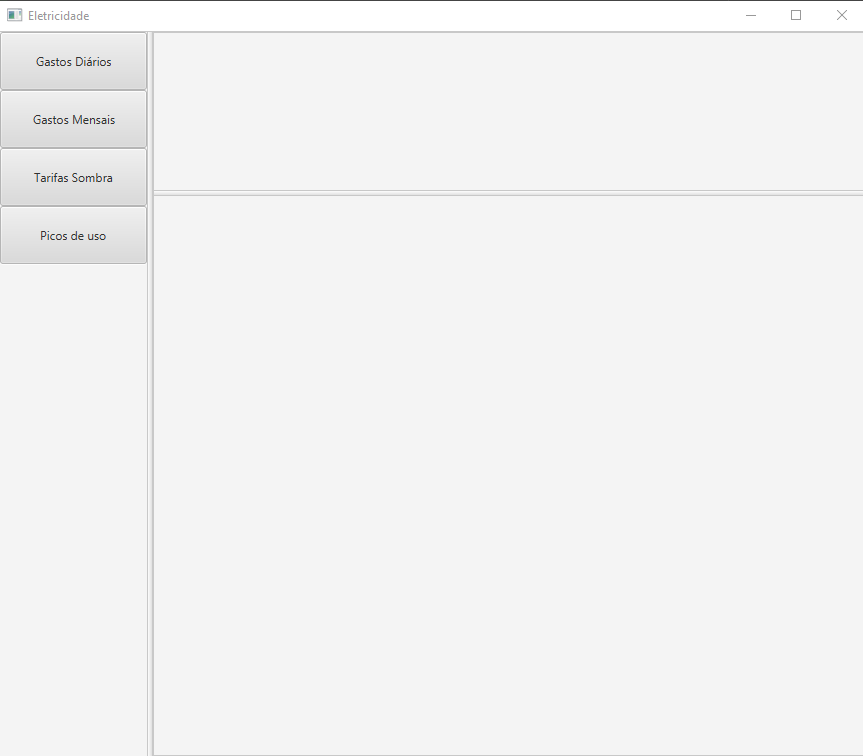 Eletricidade
Gastos Diários
Gastos Mensais
Tarifas Sombra
Picos de uso